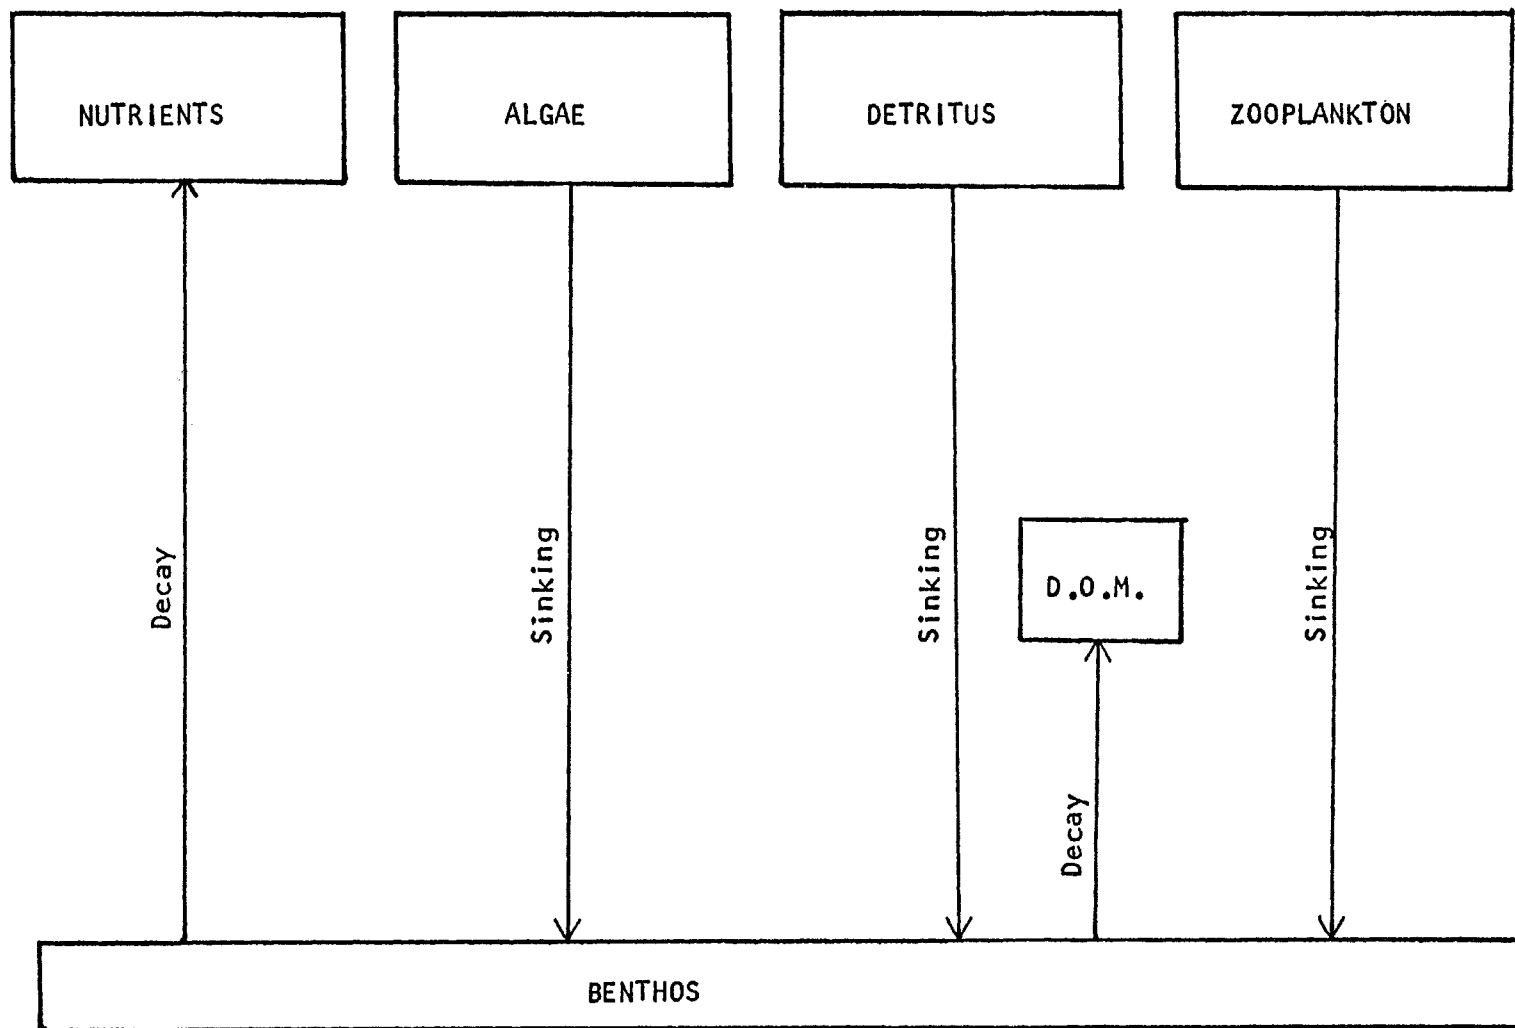 NUTRIENTS
ALGAE
DETRITUS
ZOOPLANKTON
Decay
Sinking
Sinking
D.O.M.
Sinking
Decay
BENTHOS